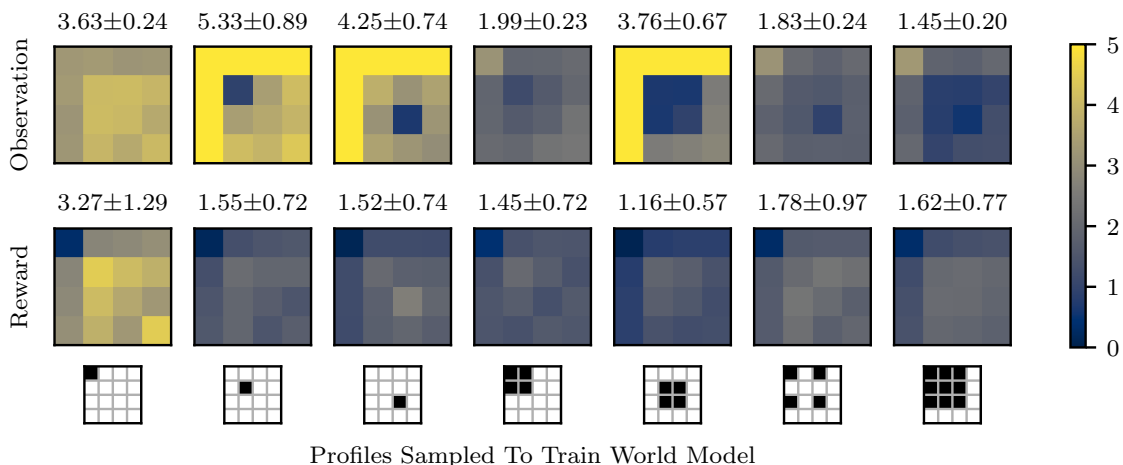 3.63±0.24 5.33±0.89 4.25±0.74 1.99±0.23 3.76±0.67 1.83±0.24 1.45±0.20
Observation
3.27±1.29 1.55±0.72 1.52±0.74 1.45±0.72 1.16±0.57 1.78±0.97 1.62±0.77
Reward
5
4
3
2
1
0
Profiles Sampled To Train World Model